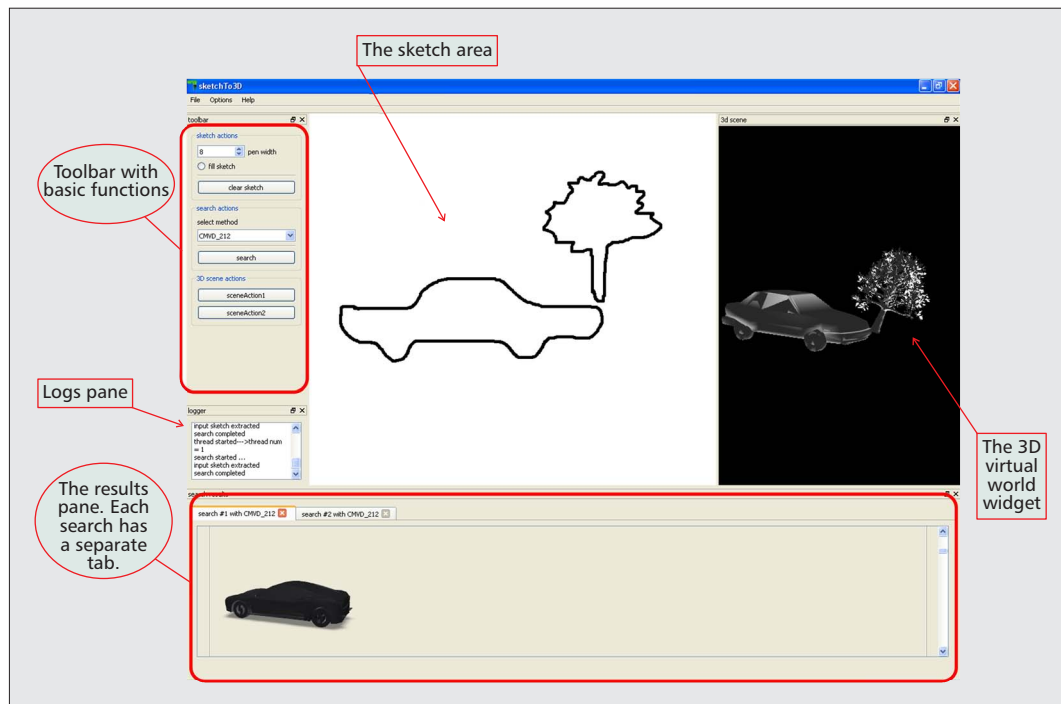 The sketch area
sketchTo3D
File Options Help
toolbar
3d scene
sketch actions
8 pen width
fill sketch
clear sketch
search actions
select method
CMVD_212
search
3D scene actions
sceneAction1
sceneAction2
Toolbar with
basic functions
Logs pane
logger
input sketch extracted
search completed
thread started--->thread num
= 1
search started ...
input sketch extracted
search completed
The 3D
virtual
world
widget
The results
pane. Each
search has
a separate
tab.
search results
search #1 with CMVD_212
search #2 with CMVD_212